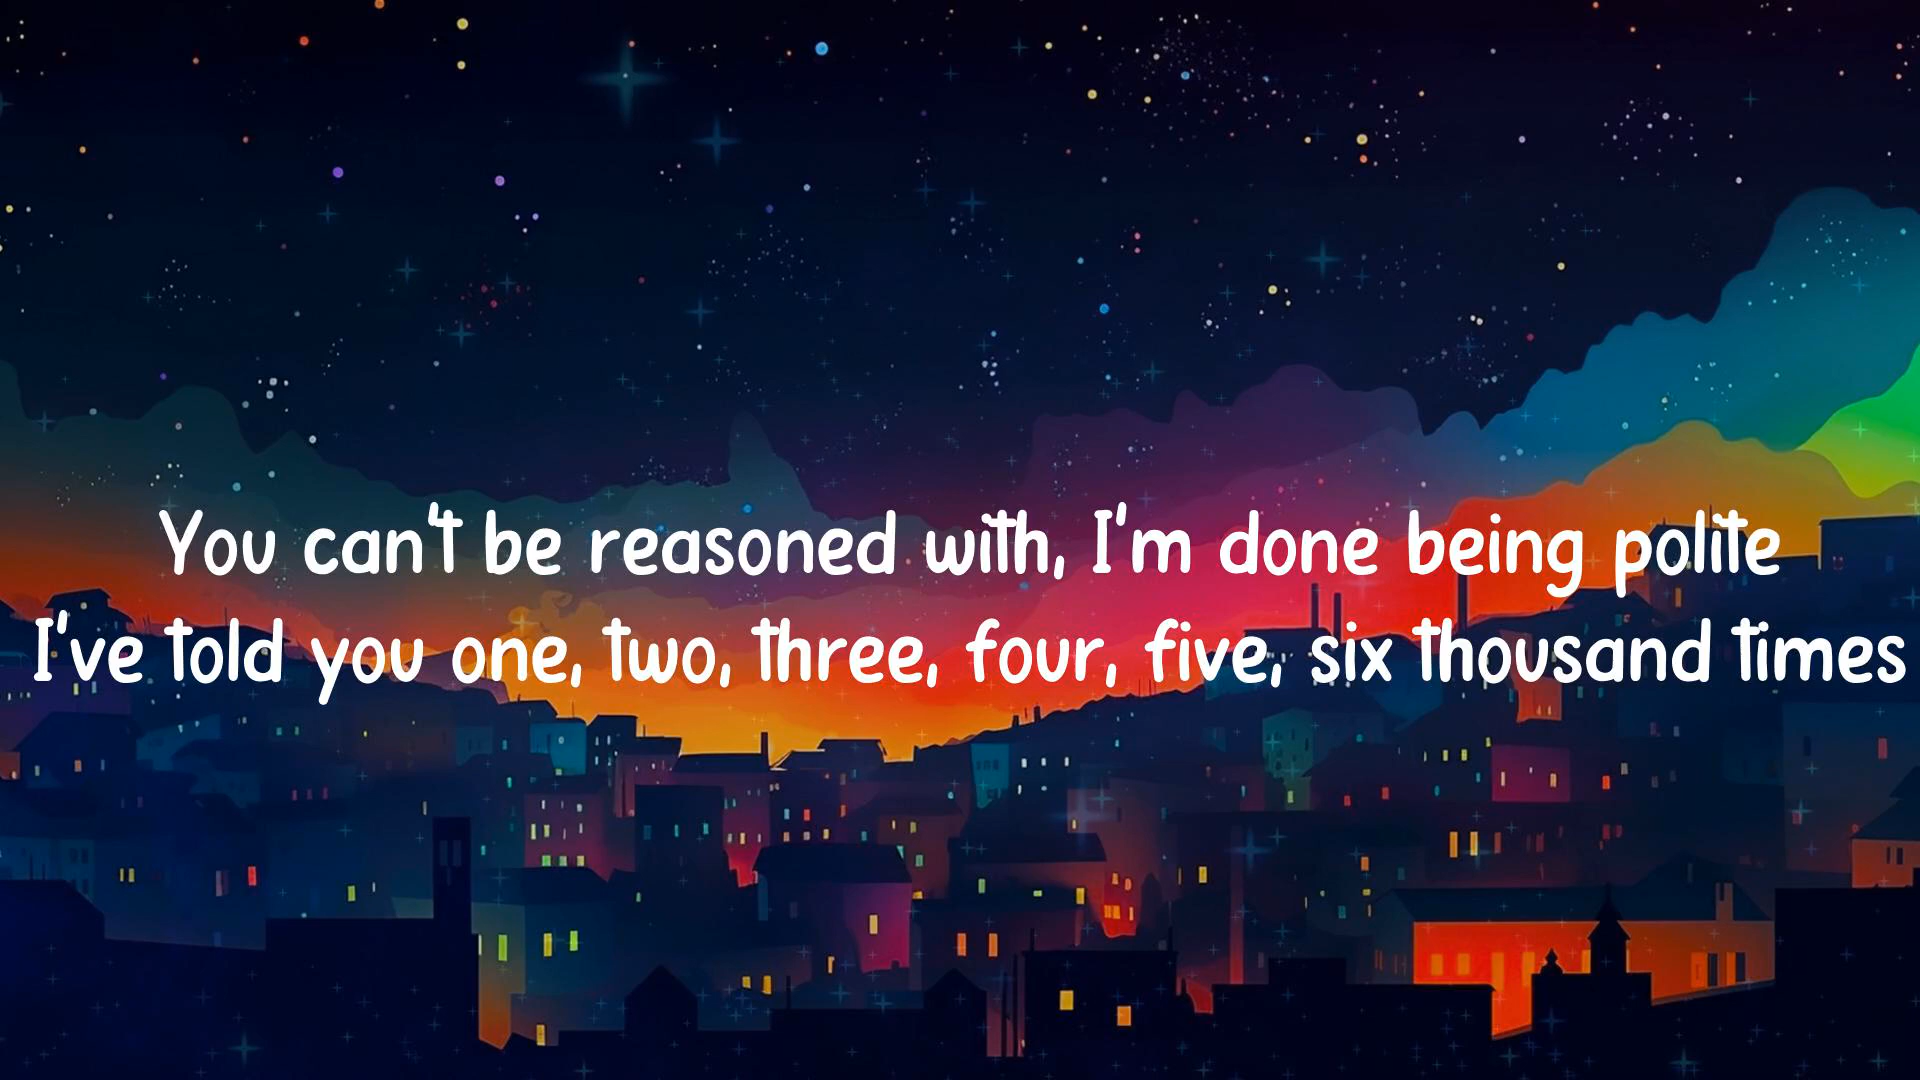 You can't be reasoned with, I'm done being polite
I've told you one, two, three, four, five, six thousand times